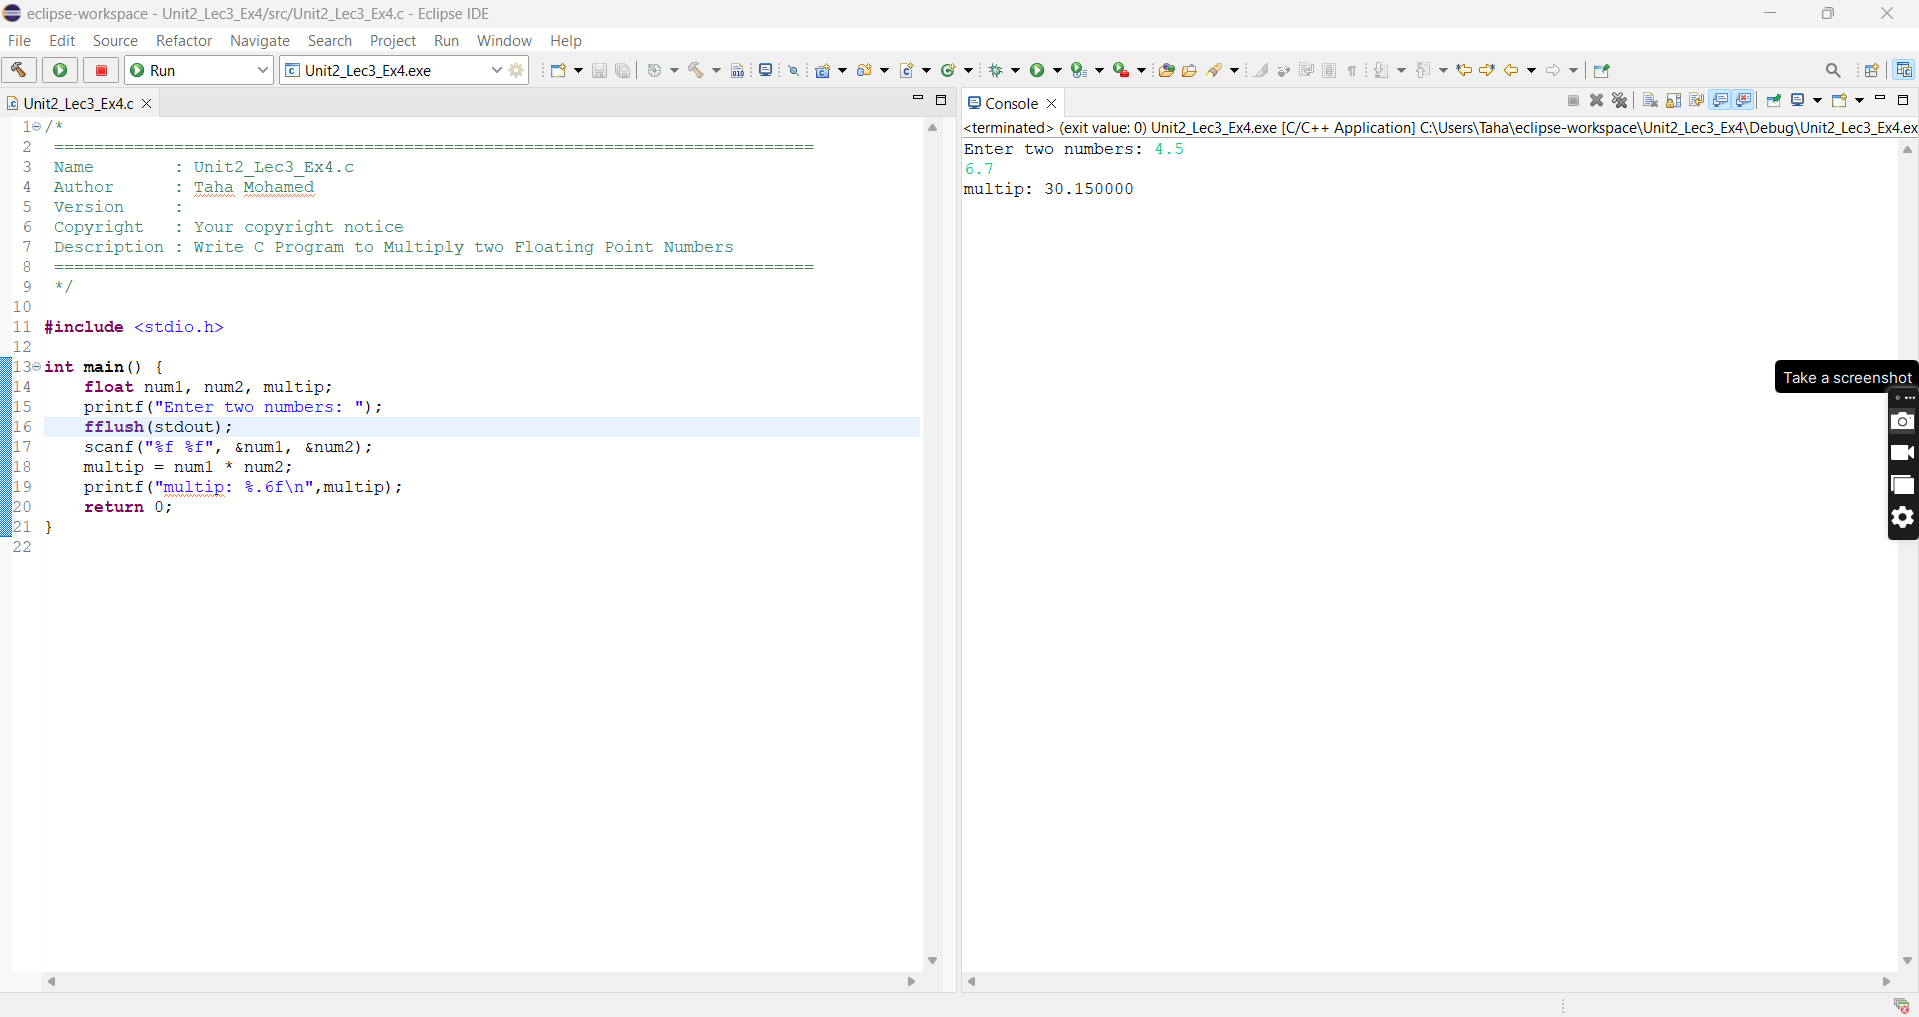 eclipse-workspace - Unit2_Lec3_Ex4/src/Unit2_Lec3_Ex4.c - Eclipse IDE
File Edit Source Refactor Navigate Search Project Run Window Help
Run Unit2_Lec3_Ex4.exe
Unit2_Lec3_Ex4.c
1 /*
2 ============================================================================
3 Name        : Unit2_Lec3_Ex4.c
4 Author      : Taha Mohamed
5 Version     :
6 Copyright   : Your copyright notice
7 Description : Write C Program to Multiply two Floating Point Numbers
8 ============================================================================
9 */
10
11 #include <stdio.h>
12
13 int main() {
14     float num1, num2, multip;
15     printf("Enter two numbers: ");
16     fflush(stdout);
17     scanf("%f %f", &num1, &num2);
18     multip = num1 * num2;
19     printf("multip: %.6f\n",multip);
20     return 0;
21 }
22
Console
<terminated> (exit value: 0) Unit2_Lec3_Ex4.exe [C/C++ Application] C:\Users\Taha\eclipse-workspace\Unit2_Lec3_Ex4\Debug\Unit2_Lec3_Ex4.ex
Enter two numbers: 4.5
6.7
multip: 30.150000
Take a screenshot